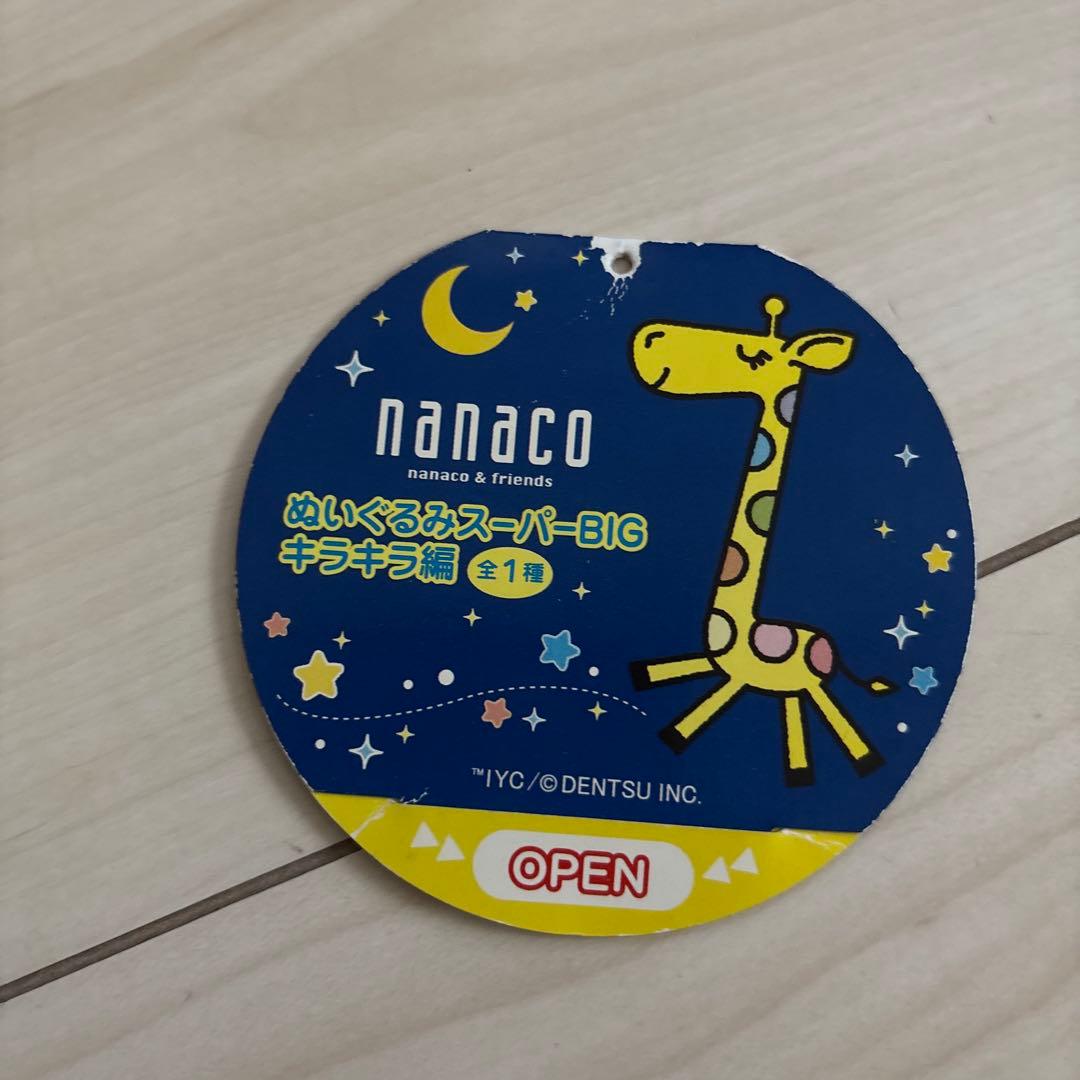 nanaco
nanaco & friends
ぬいぐるみスーパーBIG
キラキラ編 全1種
™IYC/©DENTSU INC.
OPEN